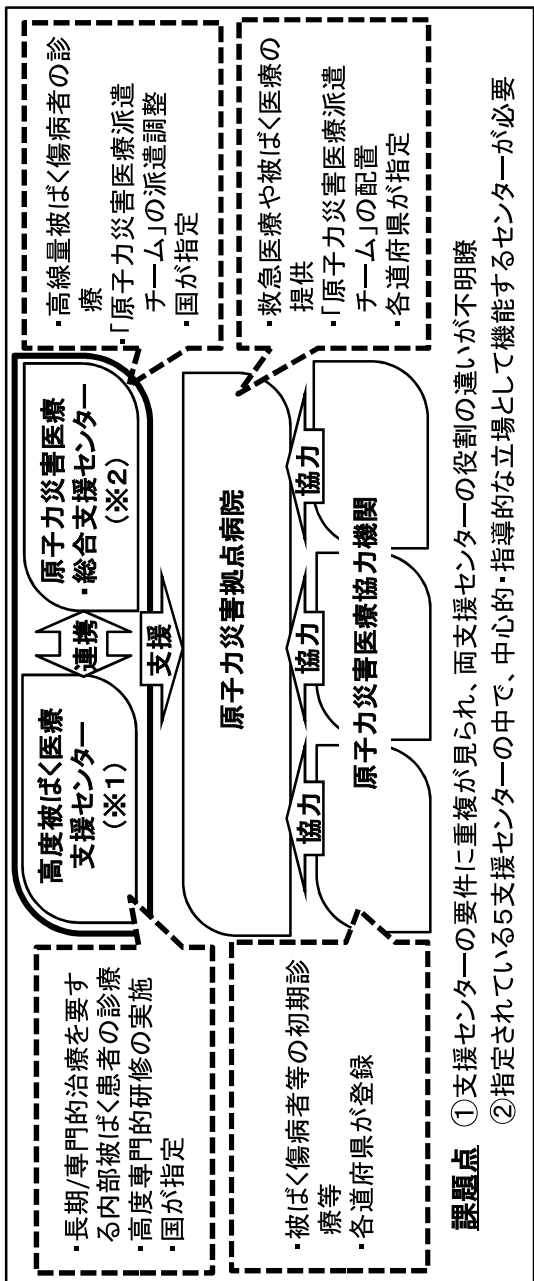 ・長期/専門的治療を要す
る内部被ばく患者の診療
・高度専門的研修の実施
・国が指定
高度被ばく医療
支援センター
(※1)
連携
原子力災害医療
・総合支援センター
(※2)
・高線量被ばく傷病者の診
療
・「原子力災害医療派遣
チーム」の派遣調整
・国が指定
支援
原子力災害拠点病院
・救急医療や被ばく医療の
提供
・「原子力災害医療派遣
チーム」の配置
・各道府県が指定
協力
協力
協力
原子力災害医療協力機関
・被ばく傷病者等の初期診
療等
・各道府県が登録
課題点 ①支援センターの要件に重複が見られ、両支援センターの役割の違いが不明瞭
②指定されている5支援センターの中で、中心的・指導的な立場として機能するセンターが必要